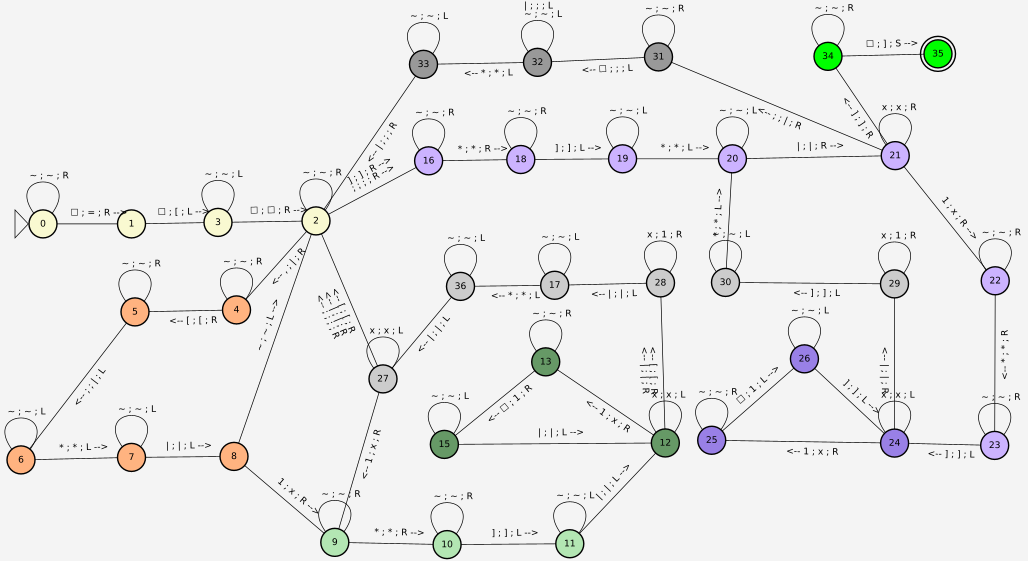 | ; ; ; L
~ ; ~ ; L
~ ; ~ ; L
~ ; ~ ; R
~ ; ~ ; R
33
<-- * ; * ; L
32
<-- □ ; ; ; L
31
34
□ ; ] ; S -->
35
<-- | ; ; ; R
<-- ; ; | ; R
<-- ] ; ] ; R
~ ; ~ ; R
~ ; ~ ; R
~ ; ~ ; L
~ ; ~ ; L
x ; x ; R
16
* ; * ; R -->
18
] ; ] ; L -->
19
* ; * ; L -->
20
| ; | ; R -->
21
] ; ] ; R -->
~ ; ~ ; R
~ ; ~ ; L
~ ; ~ ; R
0
□ ; = ; R -->
1
□ ; [ ; L -->
3
□ ; □ ; R -->
2
* ; * ; L -->
1 ; x ; R -->
~ ; ~ ; R
~ ; ~ ; R
~ ; ~ ; L
~ ; ~ ; L
x ; 1 ; R
~ ; ~ ; L
x ; 1 ; R
~ ; ~ ; R
5
<-- [ ; [ ; R
4
36
<-- * ; * ; L
17
<-- | ; | ; L
28
30
<-- ] ; ] ; L
29
22
~ ; ~ ; L -->
x ; x ; L
<-- | ; | ; L
~ ; ~ ; R
~ ; ~ ; L
<-- * ; * ; R
27
13
26
<-- ; ; | ; L
<-- □ ; 1 ; R
<-- 1 ; x ; R
□ ; 1 ; L -->
] ; ] ; L -->
~ ; ~ ; L
~ ; ~ ; L
~ ; ~ ; L
x ; x ; L
~ ; ~ ; R
x ; x ; L
~ ; ~ ; R
6
* ; * ; L -->
7
| ; | ; L -->
8
<-- 1 ; x ; R
15
| ; | ; L -->
12
25
<-- 1 ; x ; R
24
<-- ] ; ] ; L
23
1 ; x ; R -->
~ ; ~ ; R
~ ; ~ ; R
~ ; ~ ; L
| ; | ; L -->
9
* ; * ; R -->
10
] ; ] ; L -->
11